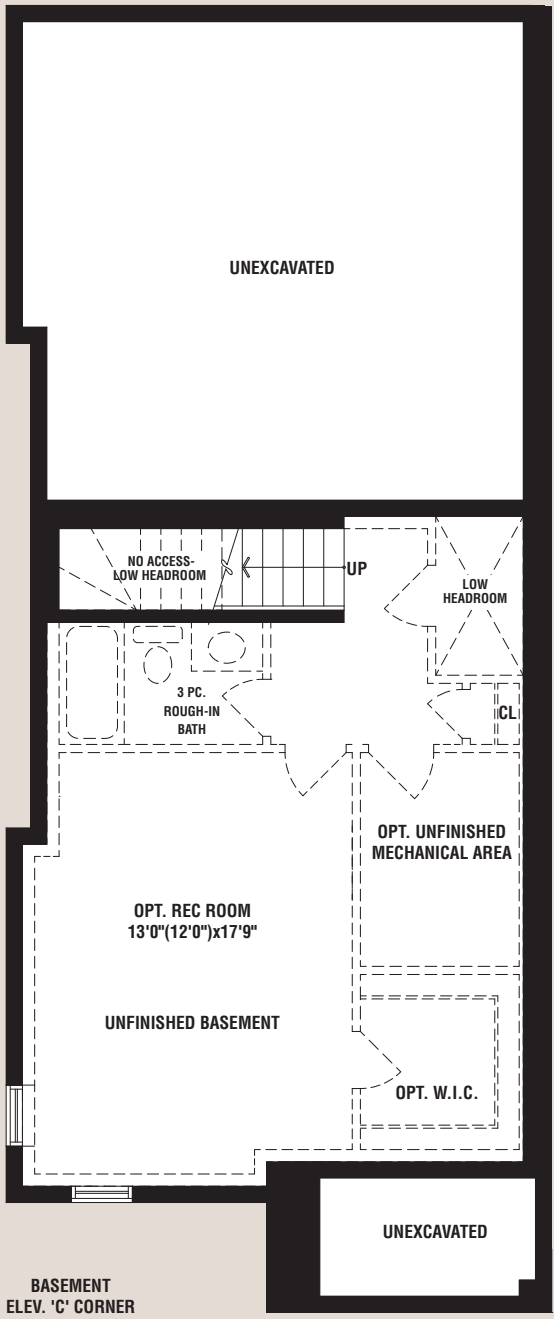 UNEXCAVATED
NO ACCESS-
LOW HEADROOM
UP
LOW
HEADROOM
3 PC.
ROUGH-IN
BATH
CL
OPT. UNFINISHED
MECHANICAL AREA
OPT. REC ROOM
13'0"(12'0")x17'9"
UNFINISHED BASEMENT
OPT. W.I.C.
UNEXCAVATED
BASEMENT
ELEV. 'C' CORNER